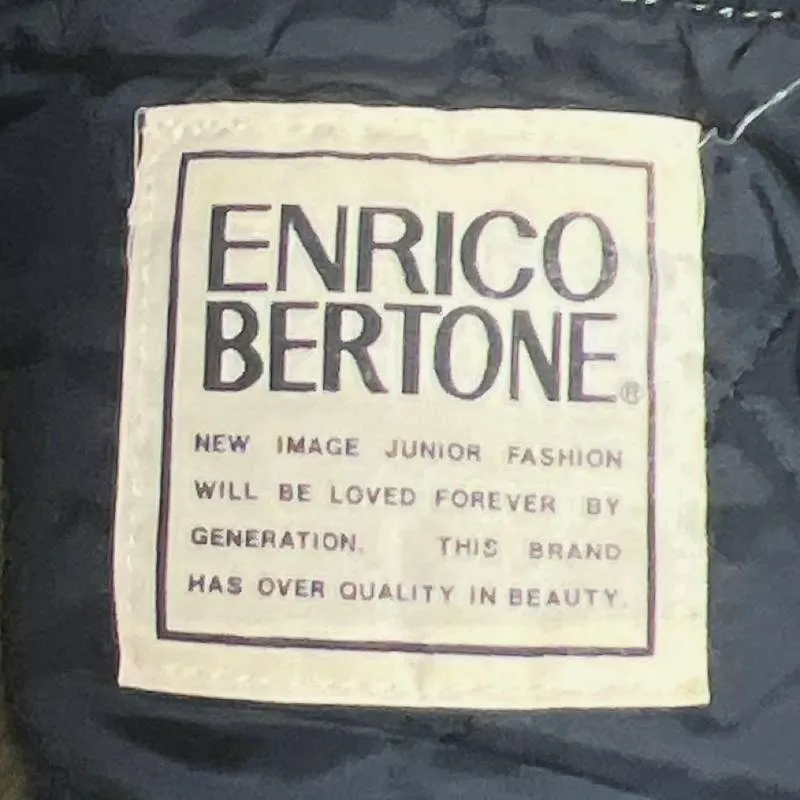 ENRICO
BERTONE®
NEW IMAGE JUNIOR FASHION
WILL BE LOVED FOREVER BY
GENERATION. THIS BRAND
HAS OVER QUALITY IN BEAUTY.